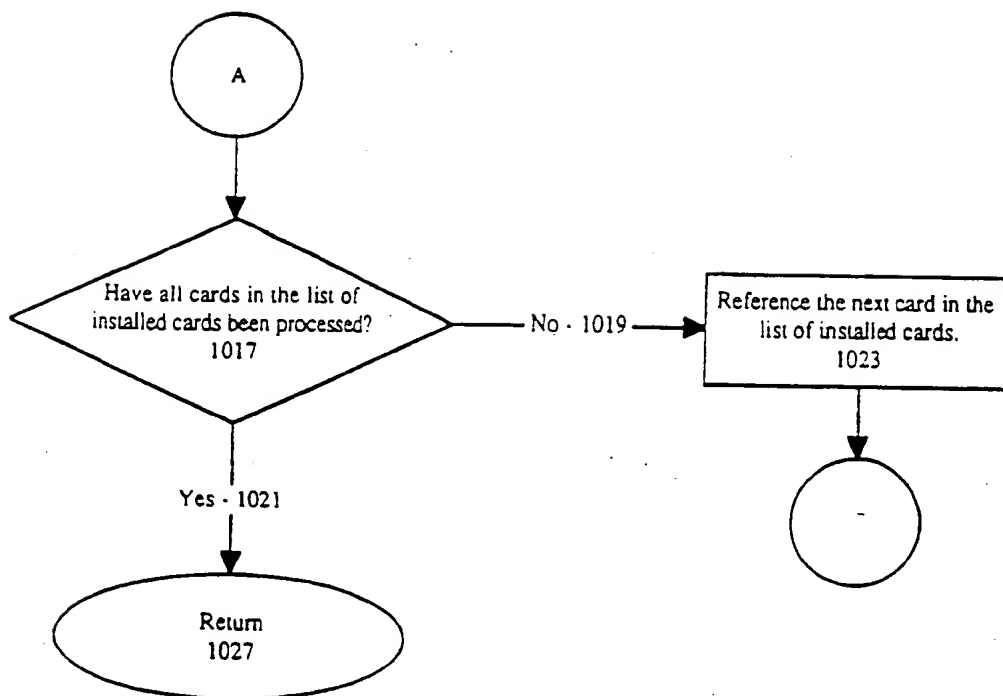 A
Have all cards in the list of
installed cards been processed?
1017
No - 1019
Reference the next card in the
list of installed cards.
1023
Yes - 1021
Return
1027